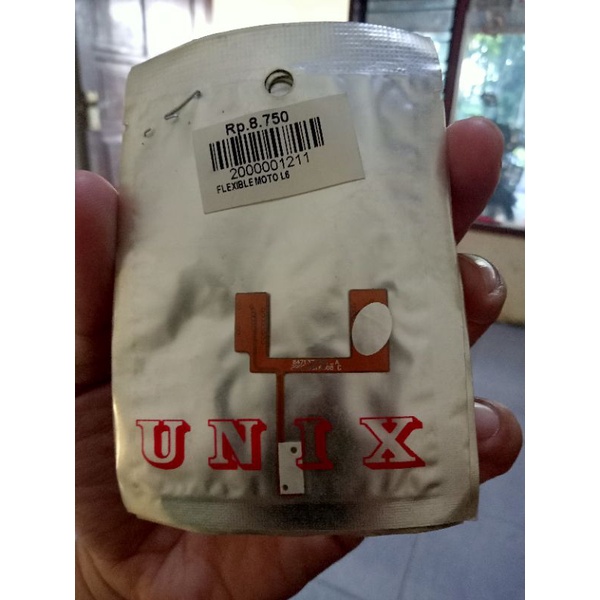 Rp.8.750
2000001211
FLEXIBLE MOTO L6
UNIX